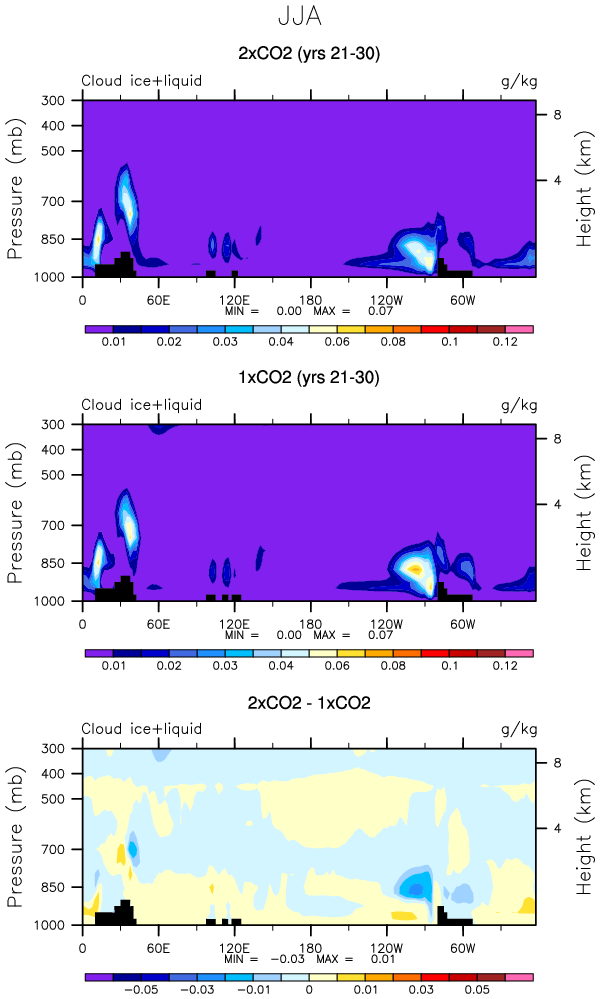 JJA
2xCO2 (yrs 21-30)
Cloud ice+liquid g/kg
Pressure (mb)
300
400
500
700
850
1000
8
4
Height (km)
0 60E 120E 180 120W 60W
MIN = 0.00 MAX = 0.07
0.01 0.02 0.03 0.04 0.06 0.08 0.1 0.12
1xCO2 (yrs 21-30)
Cloud ice+liquid g/kg
Pressure (mb)
300
400
500
700
850
1000
8
4
Height (km)
0 60E 120E 180 120W 60W
MIN = 0.00 MAX = 0.07
0.01 0.02 0.03 0.04 0.06 0.08 0.1 0.12
2xCO2 - 1xCO2
Cloud ice+liquid g/kg
Pressure (mb)
300
400
500
700
850
1000
8
4
Height (km)
0 60E 120E 180 120W 60W
MIN = -0.03 MAX = 0.01
-0.05 -0.03 -0.01 0 0.01 0.03 0.05